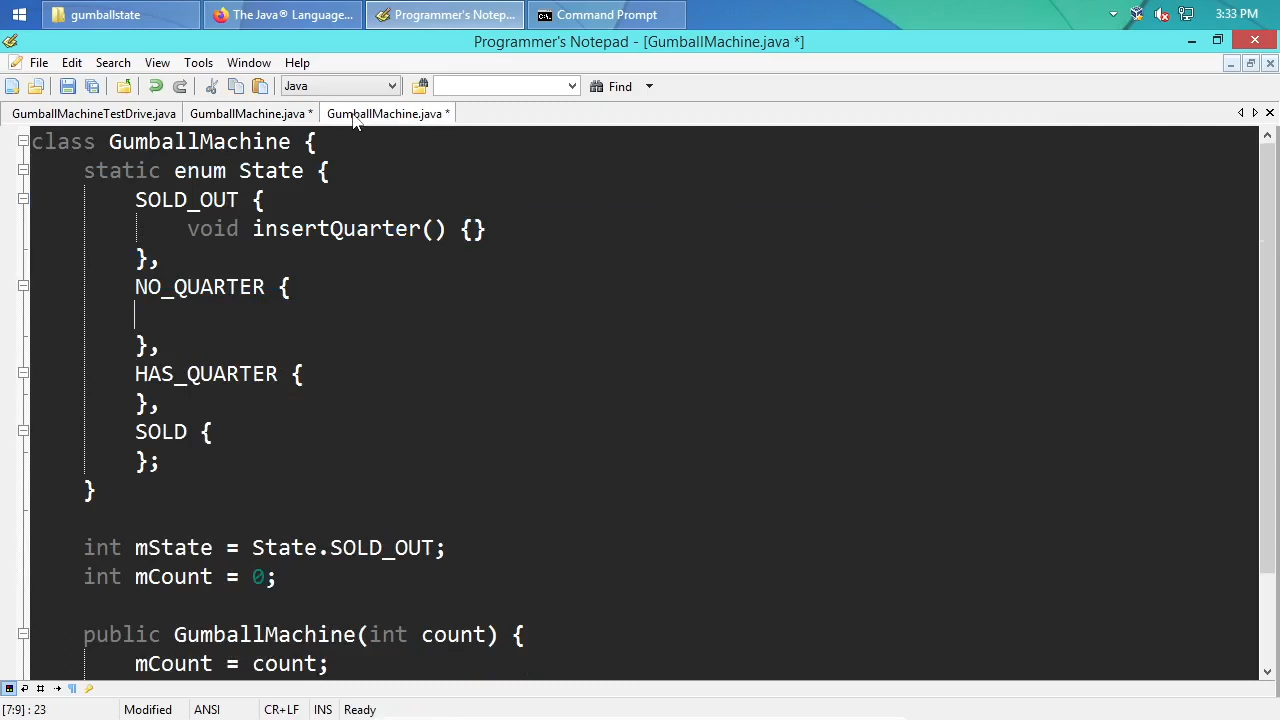 gumballstate
The Java® Language...
Programmer's Notep...
Command Prompt
3:33 PM
Programmer's Notepad - [GumballMachine.java *]
File Edit Search View Tools Window Help
Java
Find
GumballMachineTestDrive.java
GumballMachine.java *
GumballMachine.java *
class GumballMachine {
static enum State {
SOLD_OUT {
void insertQuarter() {}
},
NO_QUARTER {
},
HAS_QUARTER {
},
SOLD {
};
}
int mState = State.SOLD_OUT;
int mCount = 0;
public GumballMachine(int count) {
mCount = count;
[7:9] : 23
Modified
ANSI
CR+LF
INS
Ready